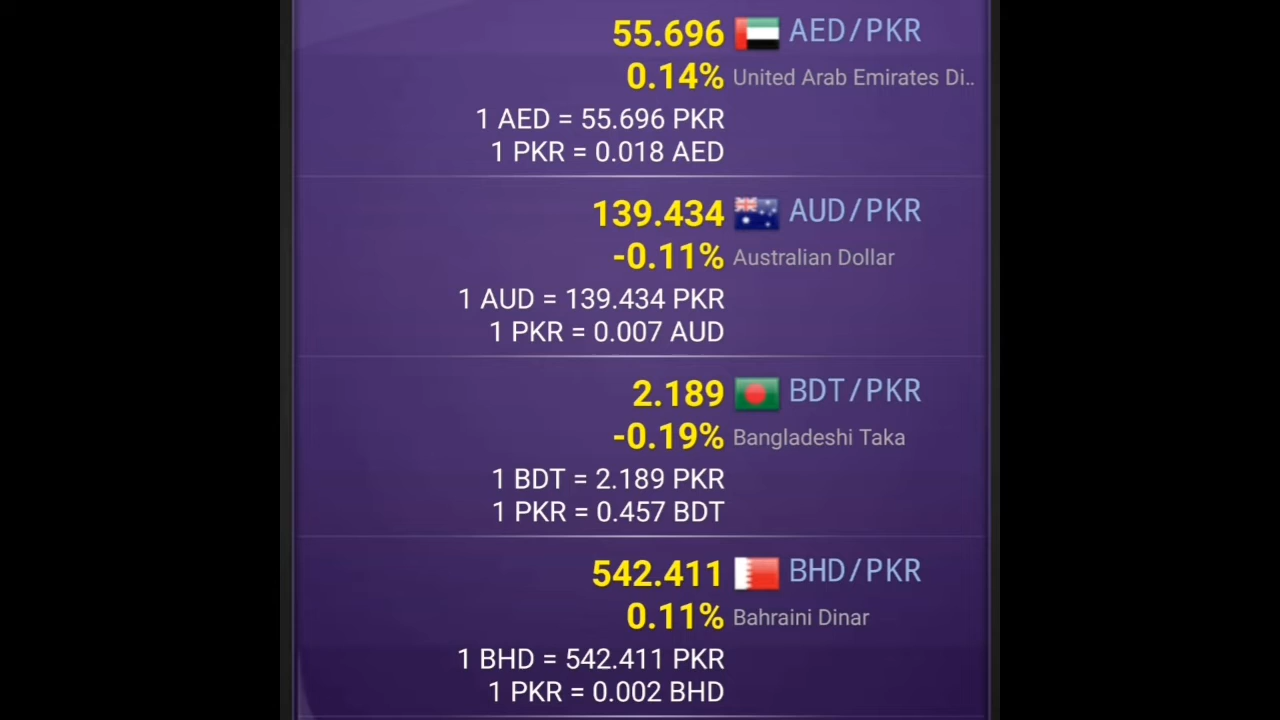 55.696 AED/PKR
0.14% United Arab Emirates Di..
1 AED = 55.696 PKR
1 PKR = 0.018 AED
139.434 AUD/PKR
-0.11% Australian Dollar
1 AUD = 139.434 PKR
1 PKR = 0.007 AUD
2.189 BDT/PKR
-0.19% Bangladeshi Taka
1 BDT = 2.189 PKR
1 PKR = 0.457 BDT
542.411 BHD/PKR
0.11% Bahraini Dinar
1 BHD = 542.411 PKR
1 PKR = 0.002 BHD